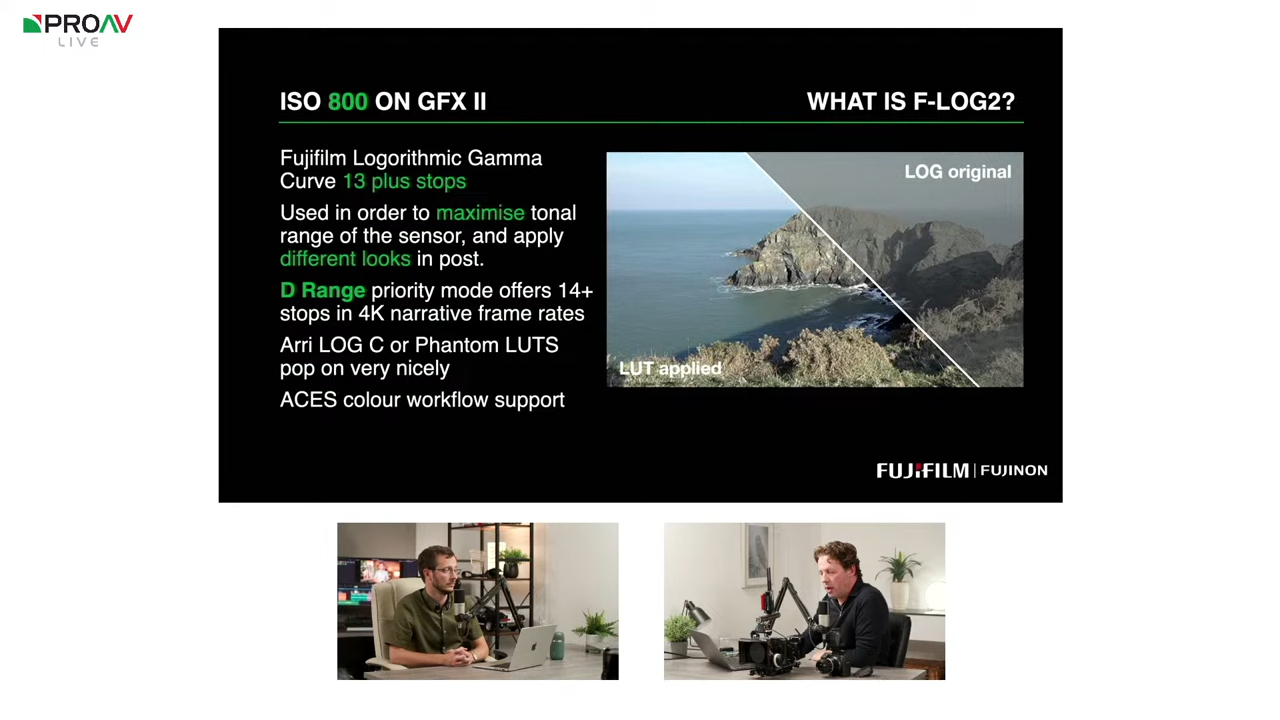 PROAV
LIVE
ISO 800 ON GFX II
WHAT IS F-LOG2?
Fujifilm Logorithmic Gamma
Curve 13 plus stops
Used in order to maximise tonal
range of the sensor, and apply
different looks in post.
D Range priority mode offers 14+
stops in 4K narrative frame rates
Arri LOG C or Phantom LUTS
pop on very nicely
ACES colour workflow support
LOG original
LUT applied
FUJIFILM | FUJINON